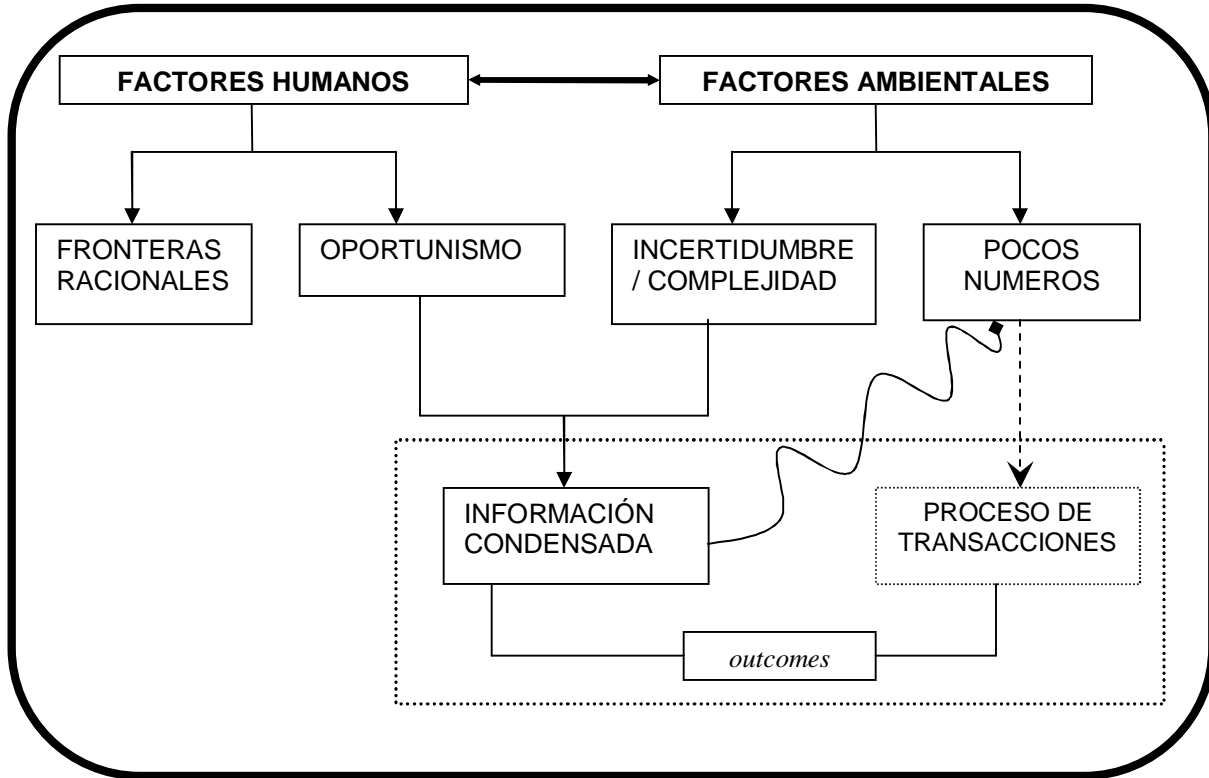 FACTORES HUMANOS
FACTORES AMBIENTALES
FRONTERAS
RACIONALES
OPORTUNISMO
INCERTIDUMBRE
/ COMPLEJIDAD
POCOS
NUMEROS
INFORMACIÓN
CONDENSADA
PROCESO DE
TRANSACCIONES
outcomes